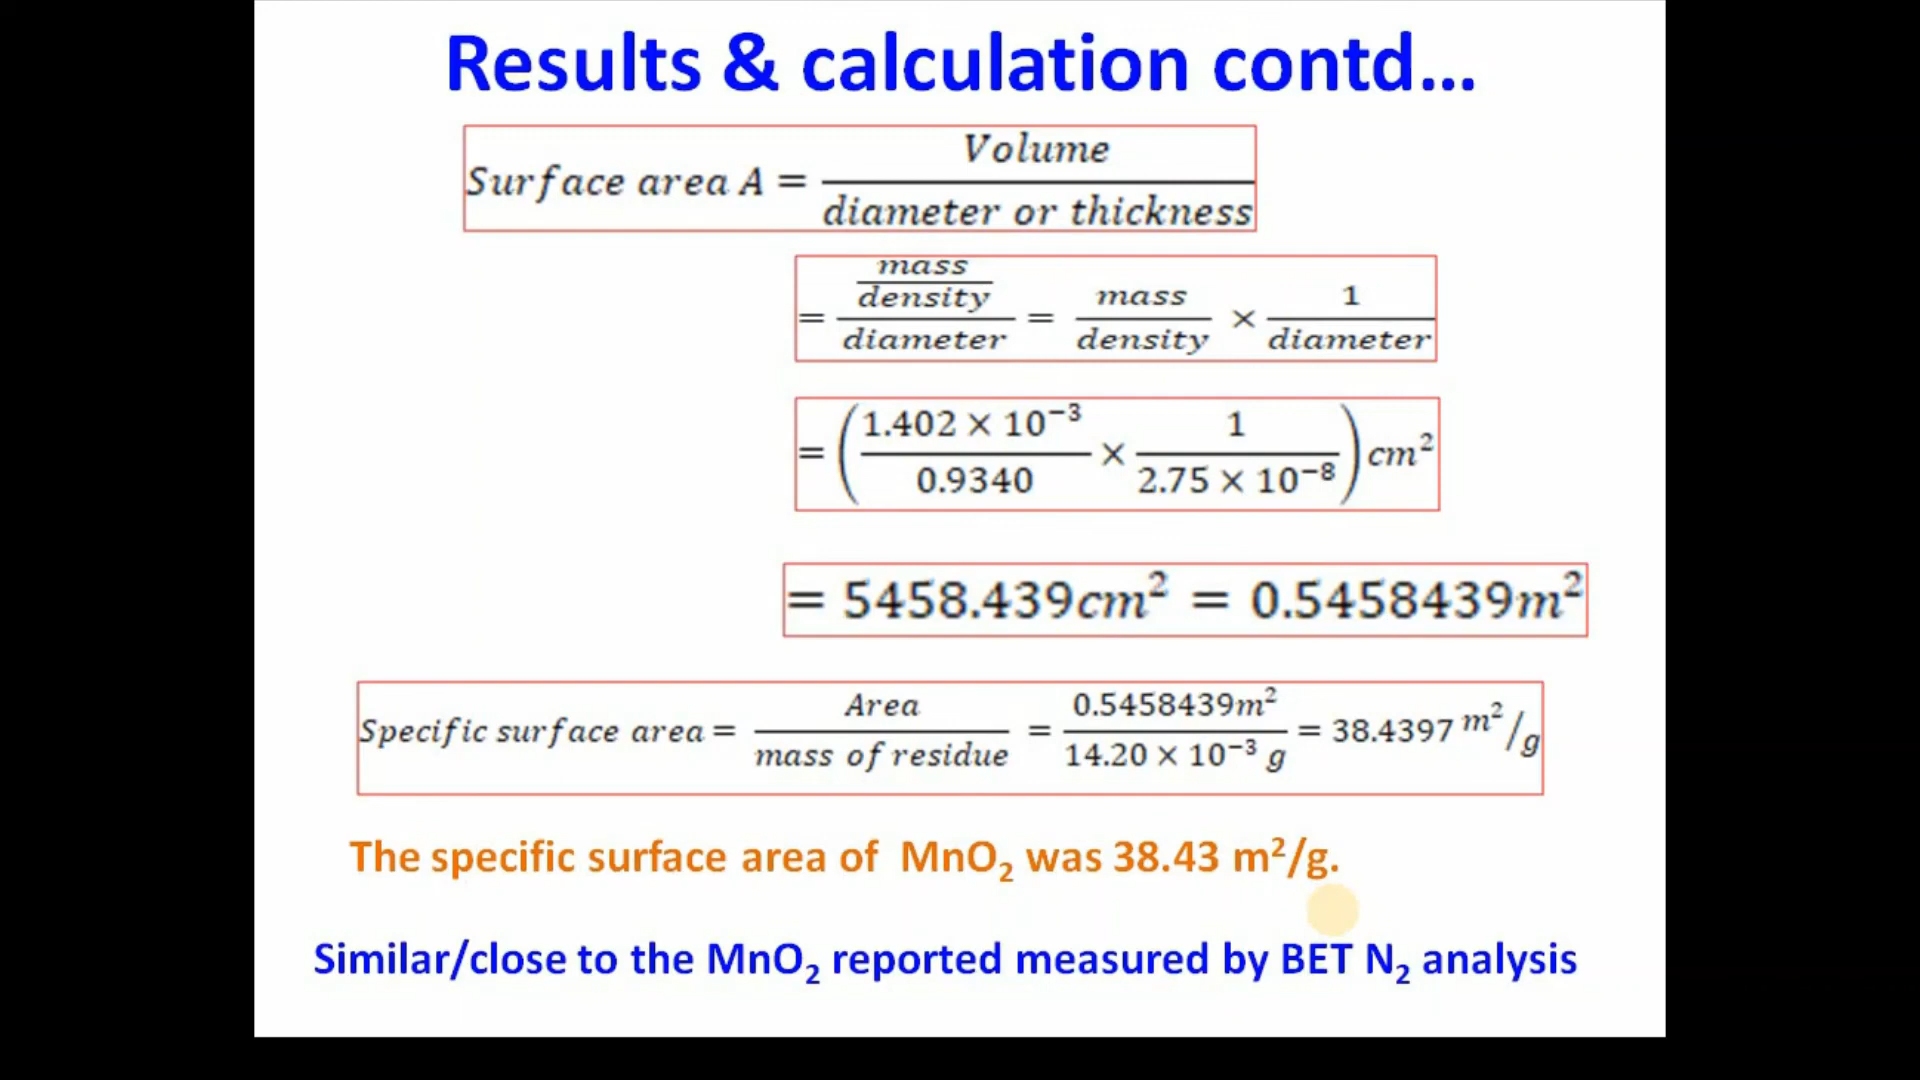 Results & calculation contd...
Surface area A = Volume / diameter or thickness
= mass/density / diameter = mass/density × 1/diameter
= (1.402 × 10⁻³ / 0.9340 × 1 / 2.75 × 10⁻⁸) cm²
= 5458.439cm² = 0.5458439m²
Specific surface area = Area / mass of residue = 0.5458439m² / 14.20 × 10⁻³ g = 38.4397 m²/g
The specific surface area of MnO₂ was 38.43 m²/g.
Similar/close to the MnO₂ reported measured by BET N₂ analysis